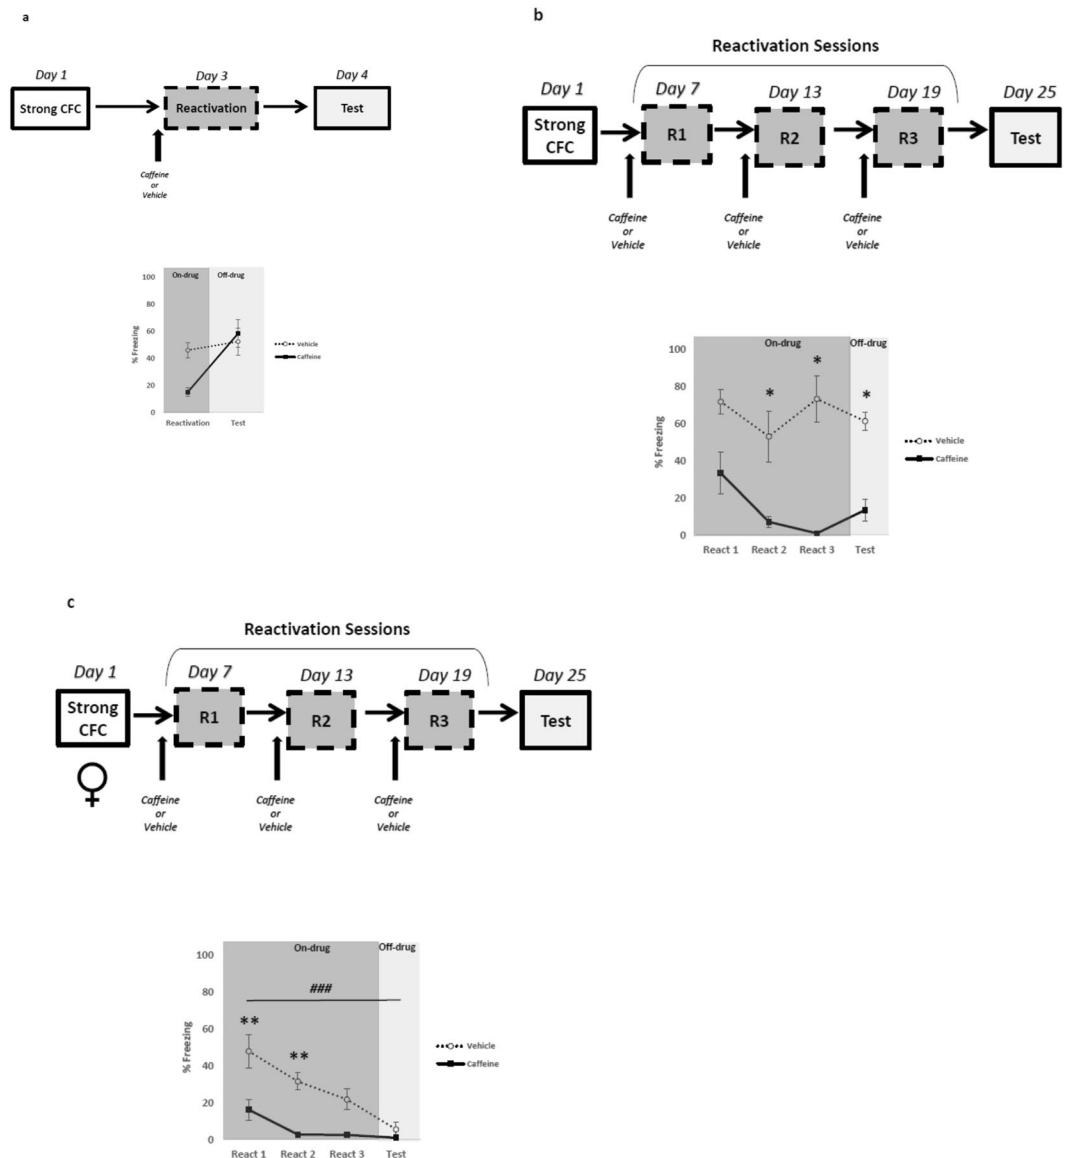 a
Day 1
Day 3
Day 4
Strong CFC
Reactivation
Test
Caffeine
or
Vehicle
100
80
60
40
20
0
% Freezing
On-drug
Off-drug
Reactivation
Test
Vehicle
Caffeine
b
Reactivation Sessions
Day 1
Day 7
Day 13
Day 19
Day 25
Strong
CFC
R1
R2
R3
Test
Caffeine
or
Vehicle
Caffeine
or
Vehicle
Caffeine
or
Vehicle
100
80
60
40
20
0
% Freezing
On-drug
Off-drug
*
*
*
React 1
React 2
React 3
Test
Vehicle
Caffeine
c
Reactivation Sessions
Day 1
Day 7
Day 13
Day 19
Day 25
Strong
CFC
R1
R2
R3
Test
♀
Caffeine
or
Vehicle
Caffeine
or
Vehicle
Caffeine
or
Vehicle
100
80
60
40
20
0
% Freezing
On-drug
Off-drug
###
**
**
React 1
React 2
React 3
Test
Vehicle
Caffeine